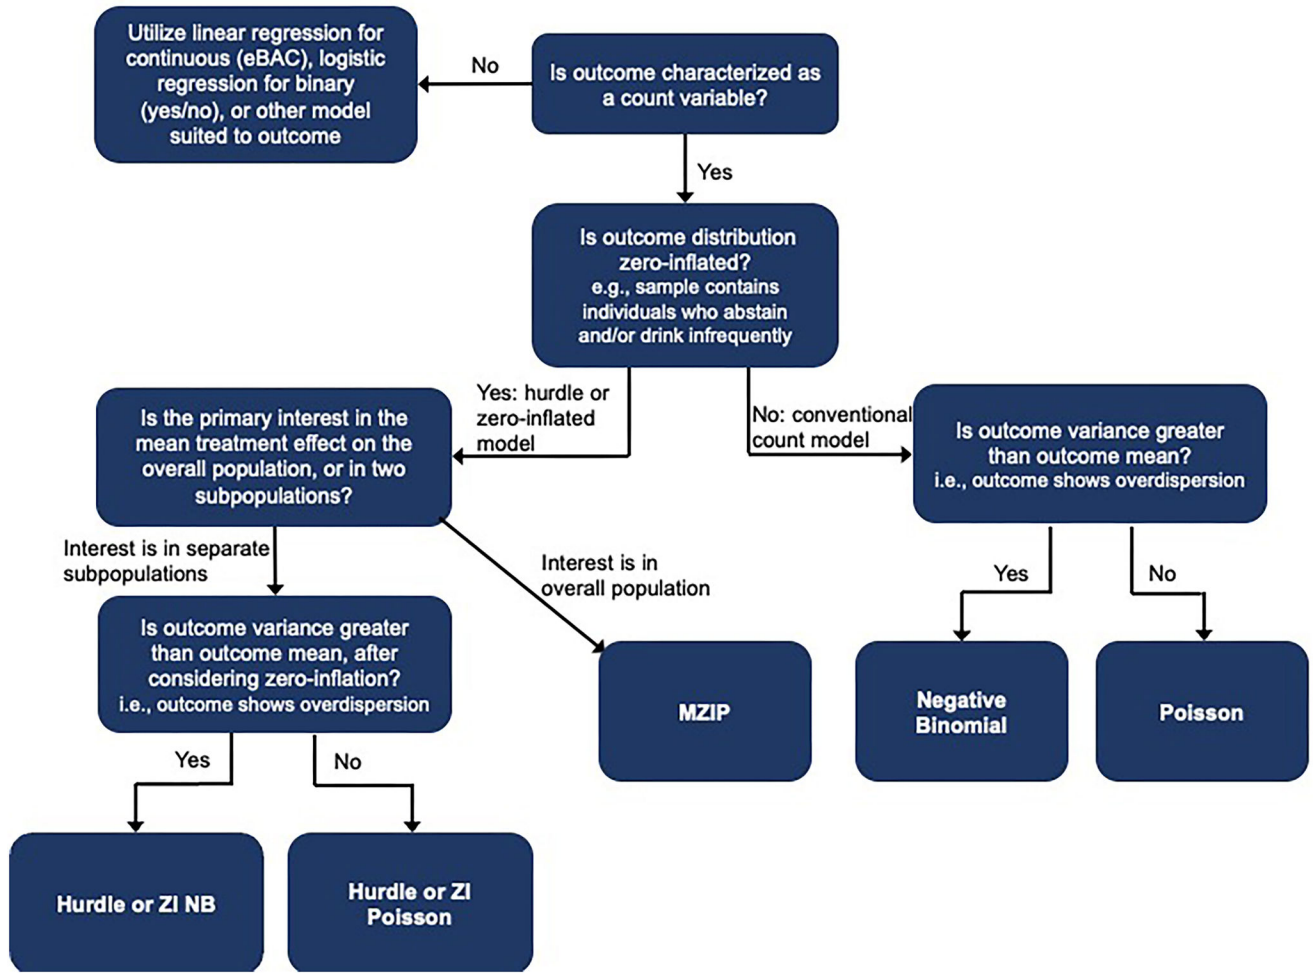 Utilize linear regression for
continuous (eBAC), logistic
regression for binary
(yes/no), or other model
suited to outcome
No
Is outcome characterized as
a count variable?
Yes
Is outcome distribution
zero-inflated?
e.g., sample contains
individuals who abstain
and/or drink infrequently
Yes: hurdle or
zero-inflated
model
No: conventional
count model
Is the primary interest in the
mean treatment effect on the
overall population, or in two
subpopulations?
Is outcome variance greater
than outcome mean?
i.e., outcome shows overdispersion
Interest is in separate
subpopulations
Interest is in
overall population
Yes
No
Is outcome variance greater
than outcome mean, after
considering zero-inflation?
i.e., outcome shows overdispersion
MZIP
Negative
Binomial
Poisson
Yes
No
Hurdle or ZI NB
Hurdle or ZI
Poisson